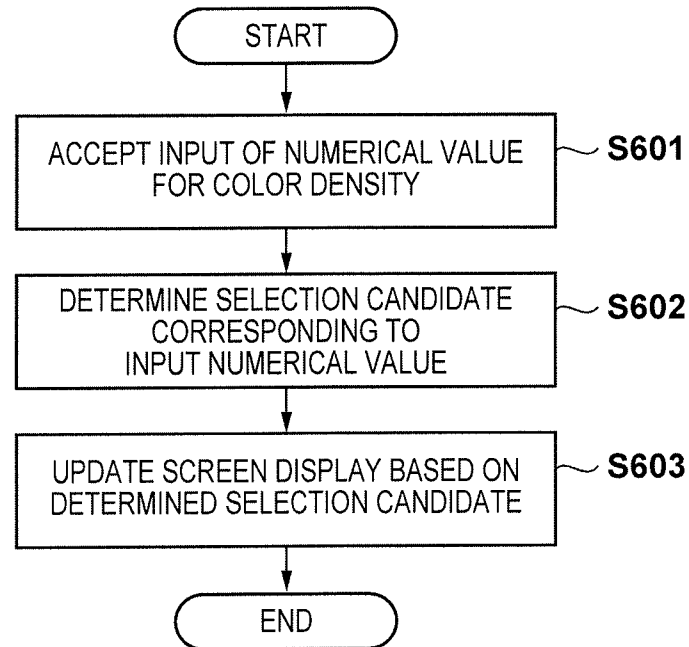 START
ACCEPT INPUT OF NUMERICAL VALUE
FOR COLOR DENSITY
S601
DETERMINE SELECTION CANDIDATE
CORRESPONDING TO
INPUT NUMERICAL VALUE
S602
UPDATE SCREEN DISPLAY BASED ON
DETERMINED SELECTION CANDIDATE
S603
END